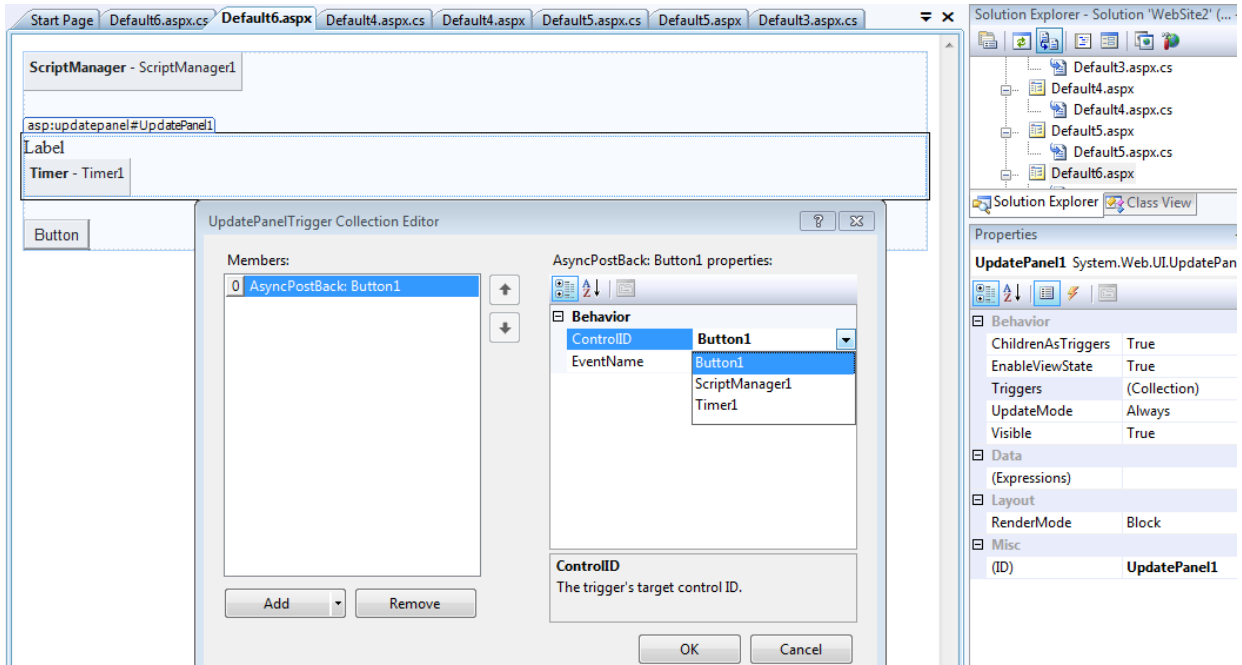 Start Page Default6.aspx.cs Default6.aspx Default4.aspx.cs Default4.aspx Default5.aspx.cs Default5.aspx Default3.aspx.cs
ScriptManager - ScriptManager1
asp:updatepanel#UpdatePanel1
Label
Timer - Timer1
Button
UpdatePanelTrigger Collection Editor
Members:
0 AsyncPostBack: Button1
Add
Remove
AsyncPostBack: Button1 properties:
Behavior
ControlID Button1
EventName
Button1
ScriptManager1
Timer1
ControlID
The trigger's target control ID.
OK
Cancel
Solution Explorer - Solution 'WebSite2' (...
Default3.aspx.cs
Default4.aspx
Default4.aspx.cs
Default5.aspx
Default5.aspx.cs
Default6.aspx
Solution Explorer Class View
Properties
UpdatePanel1 System.Web.UI.UpdatePan
Behavior
ChildrenAsTriggers True
EnableViewState True
Triggers (Collection)
UpdateMode Always
Visible True
Data
(Expressions)
Layout
RenderMode Block
Misc
(ID) UpdatePanel1